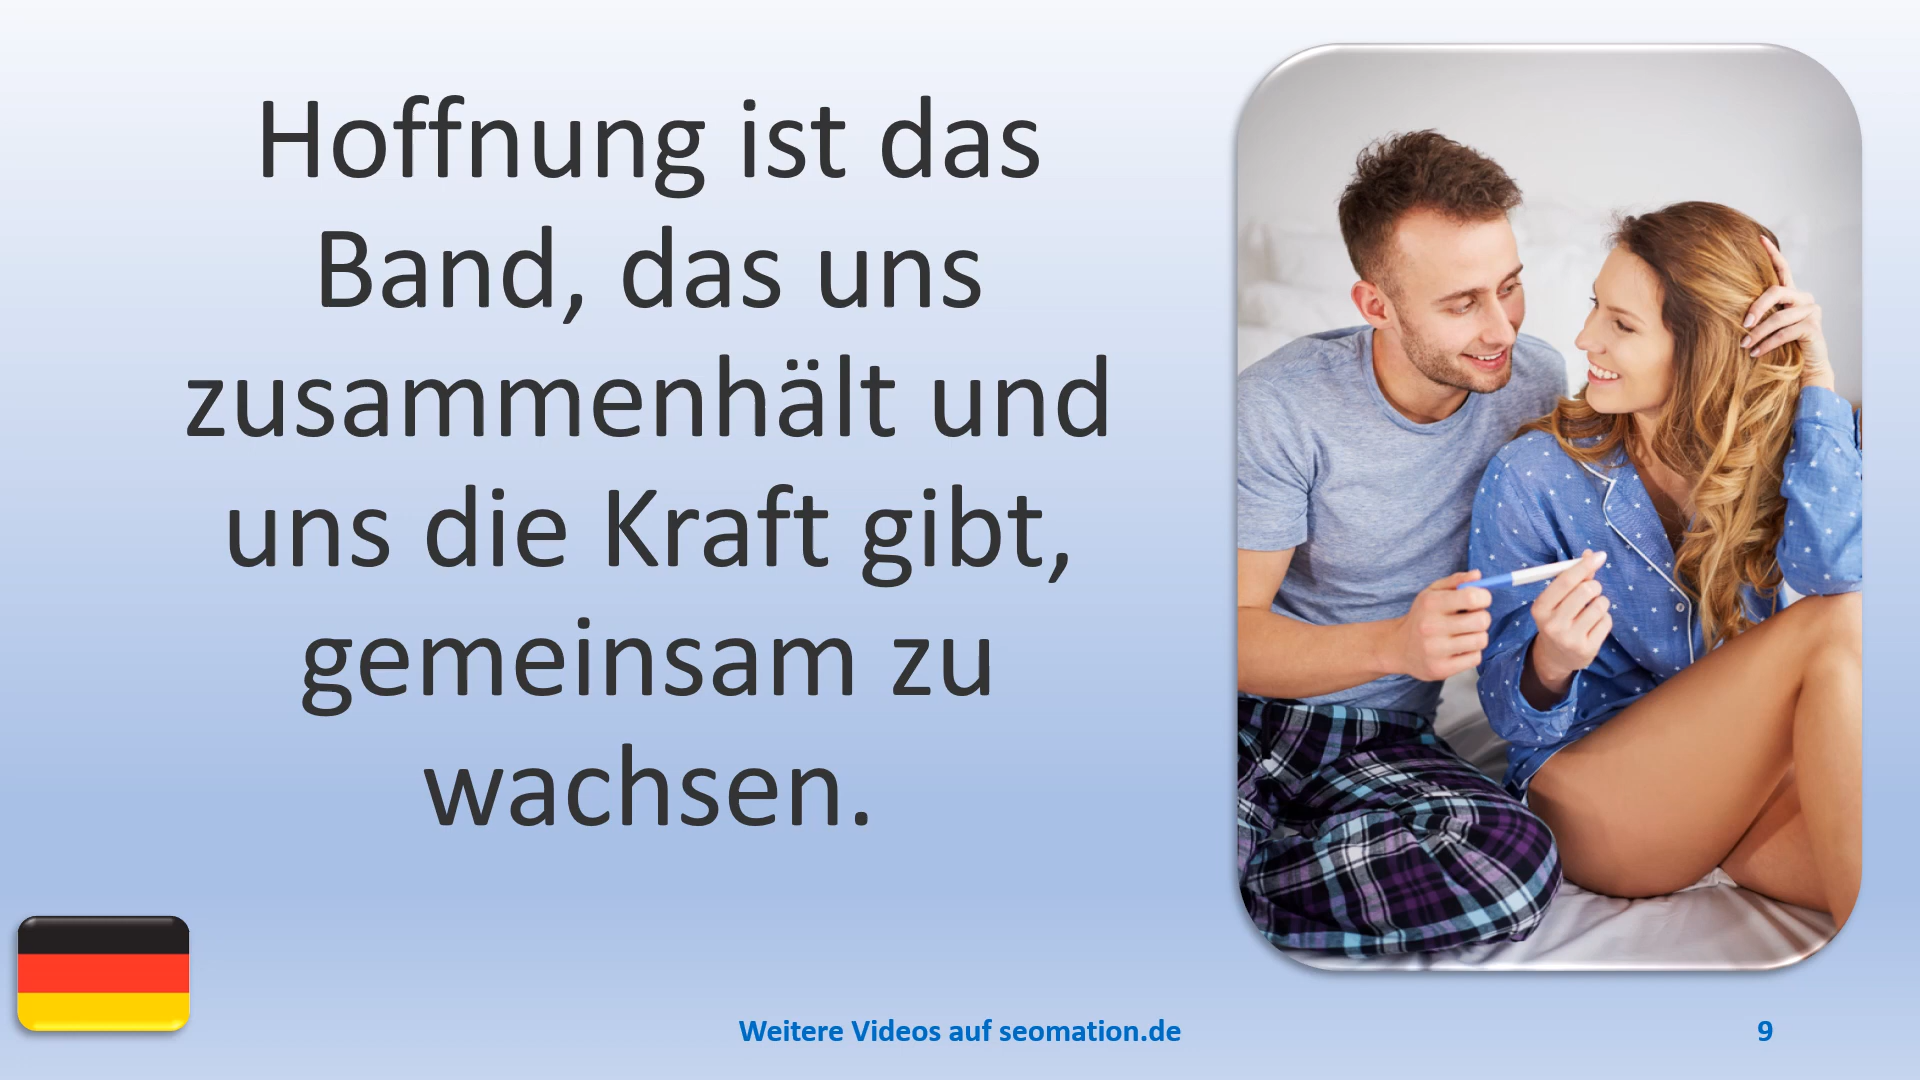 Hoffnung ist das
Band, das uns
zusammenhält und
uns die Kraft gibt,
gemeinsam zu
wachsen.
Weitere Videos auf seomation.de
9